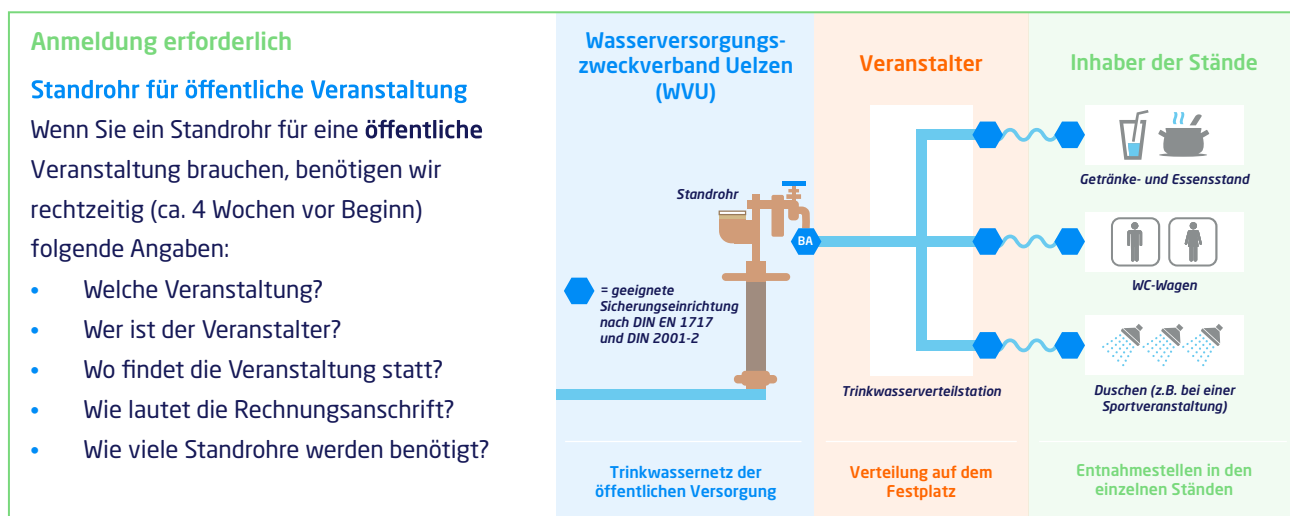 Anmeldung erforderlich
Standrohr für öffentliche Veranstaltung
Wenn Sie ein Standrohr für eine öffentliche
Veranstaltung brauchen, benötigen wir
rechtzeitig (ca. 4 Wochen vor Beginn)
folgende Angaben:
• Welche Veranstaltung?
• Wer ist der Veranstalter?
• Wo findet die Veranstaltung statt?
• Wie lautet die Rechnungsanschrift?
• Wie viele Standrohre werden benötigt?
Wasserversorgungs-
zweckverband Uelzen
(WVU)
Standrohr
BA
= geeignete
Sicherungseinrichtung
nach DIN EN 1717
und DIN 2001-2
Trinkwassernetz der
öffentlichen Versorgung
Veranstalter
Trinkwasserverteilstation
Verteilung auf dem
Festplatz
Inhaber der Stände
Getränke- und Essensstand
WC-Wagen
Duschen (z.B. bei einer
Sportveranstaltung)
Entnahmestellen in den
einzelnen Ständen